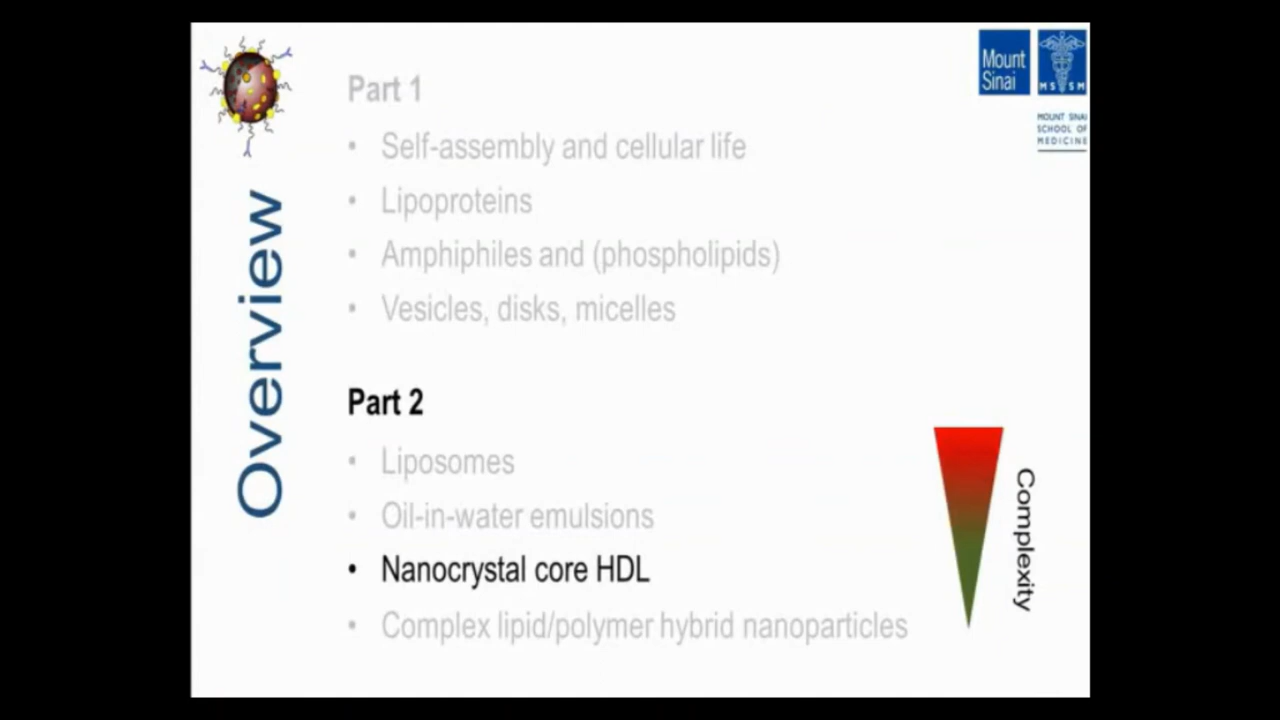 Overview
Part 1
• Self-assembly and cellular life
• Lipoproteins
• Amphiphiles and (phospholipids)
• Vesicles, disks, micelles
Part 2
• Liposomes
• Oil-in-water emulsions
• Nanocrystal core HDL
• Complex lipid/polymer hybrid nanoparticles
Complexity
Mount
Sinai
MSSM
MOUNT SINAI
SCHOOL OF
MEDICINE